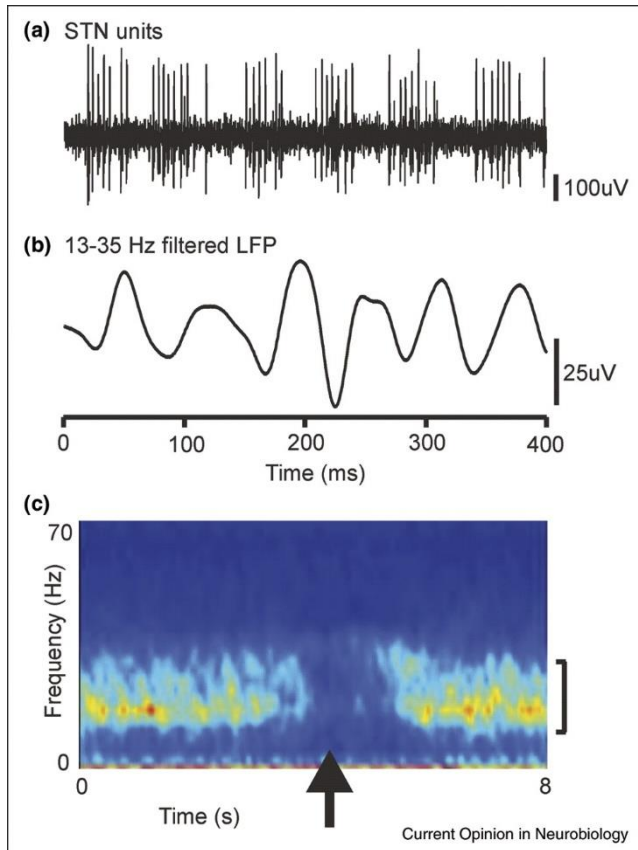 (a) STN units
100uV
(b) 13-35 Hz filtered LFP
25uV
0 100 200 300 400
Time (ms)
(c)
70
Frequency (Hz)
0
0 8
Time (s)
Current Opinion in Neurobiology